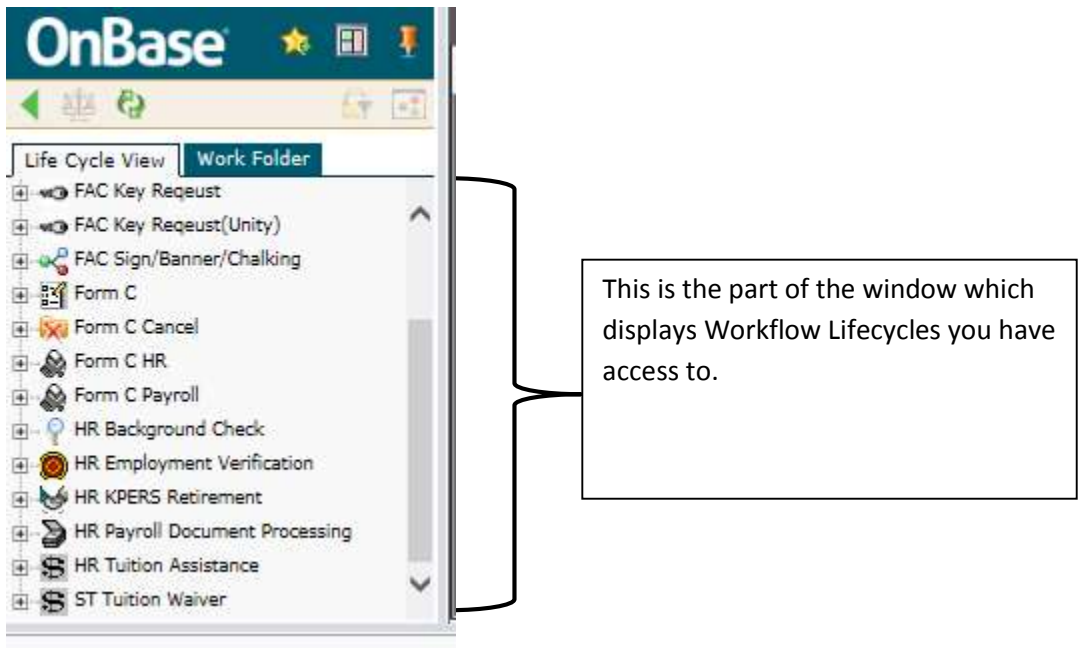 OnBase
Life Cycle View Work Folder
FAC Key Reqeust
FAC Key Reqeust(Unity)
FAC Sign/Banner/Chalking
Form C
Form C Cancel
Form C HR
Form C Payroll
HR Background Check
HR Employment Verification
HR KPERS Retirement
HR Payroll Document Processing
HR Tuition Assistance
ST Tuition Waiver
This is the part of the window which
displays Workflow Lifecycles you have
access to.